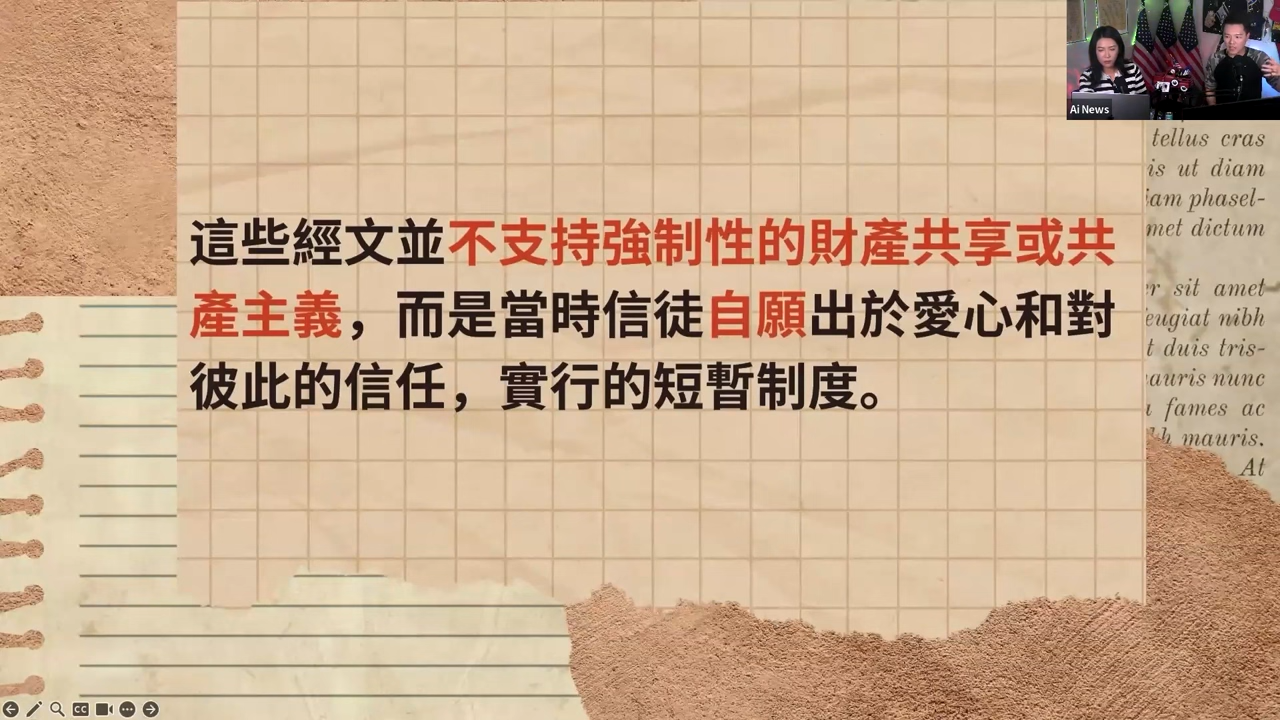 這些經文並不支持強制性的財產共享或共
產主義，而是當時信徒自願出於愛心和對
彼此的信任，實行的短暫制度。
Ai News
tellus cras
is ut diam
iam phasel-
met dictum
er sit amet
feugiat nibh
t duis tris-
auris nunc
fames ac
mauris.
At
CC